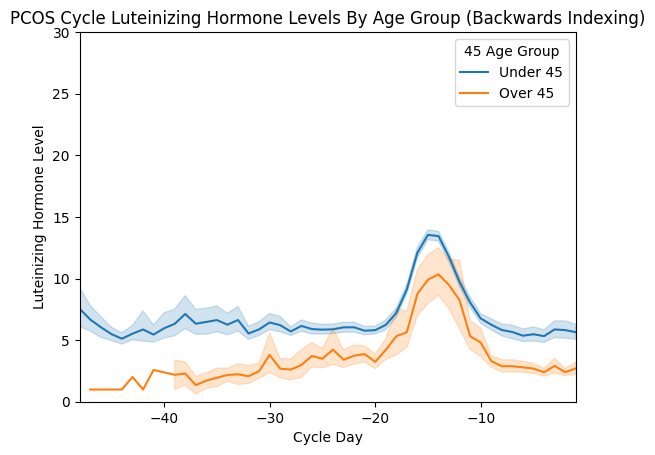 PCOS Cycle Luteinizing Hormone Levels By Age Group (Backwards Indexing)
30
25
20
15
10
5
0
Luteinizing Hormone Level
45 Age Group
Under 45
Over 45
−40
−30
−20
−10
Cycle Day